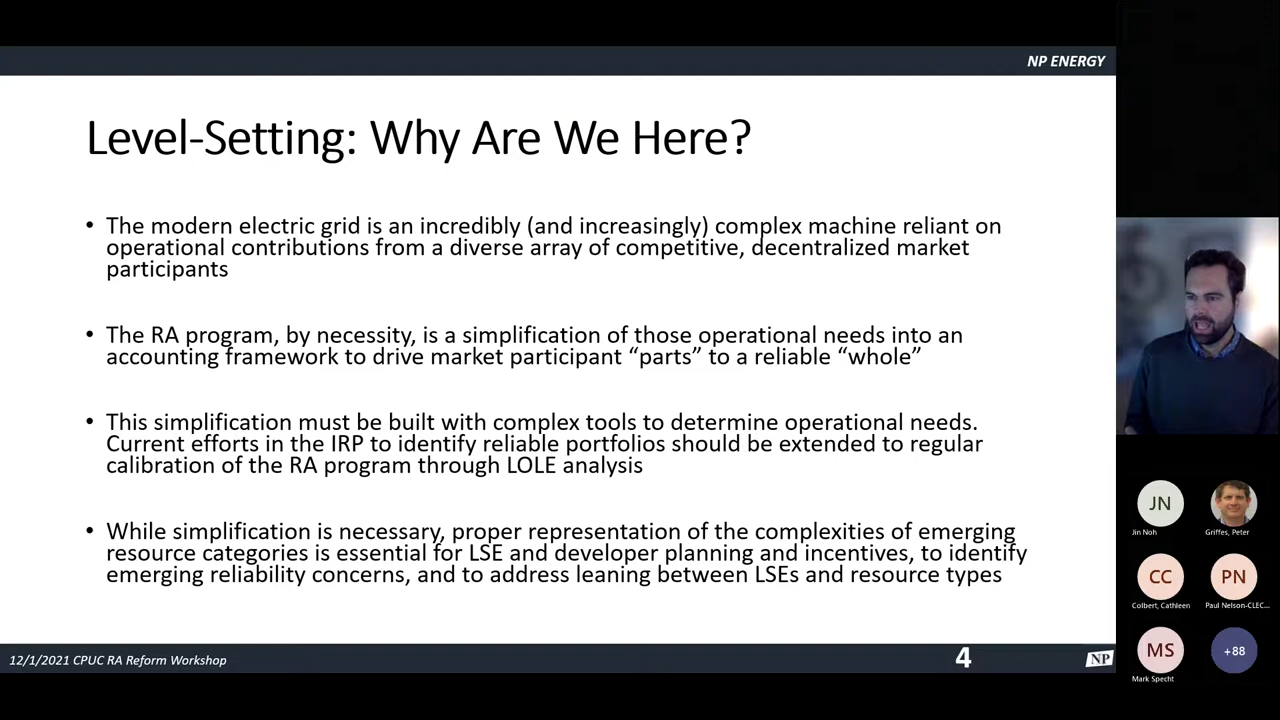 NP ENERGY
Level-Setting: Why Are We Here?
• The modern electric grid is an incredibly (and increasingly) complex machine reliant on
operational contributions from a diverse array of competitive, decentralized market
participants
• The RA program, by necessity, is a simplification of those operational needs into an
accounting framework to drive market participant “parts” to a reliable “whole”
• This simplification must be built with complex tools to determine operational needs.
Current efforts in the IRP to identify reliable portfolios should be extended to regular
calibration of the RA program through LOLE analysis
• While simplification is necessary, proper representation of the complexities of emerging
resource categories is essential for LSE and developer planning and incentives, to identify
emerging reliability concerns, and to address leaning between LSEs and resource types
12/1/2021 CPUC RA Reform Workshop
4
NP
JN
Jin Noh
Griffes, Peter
CC
Colbert, Cathleen
PN
Paul Nelson-CLEC...
MS
Mark Specht
+88